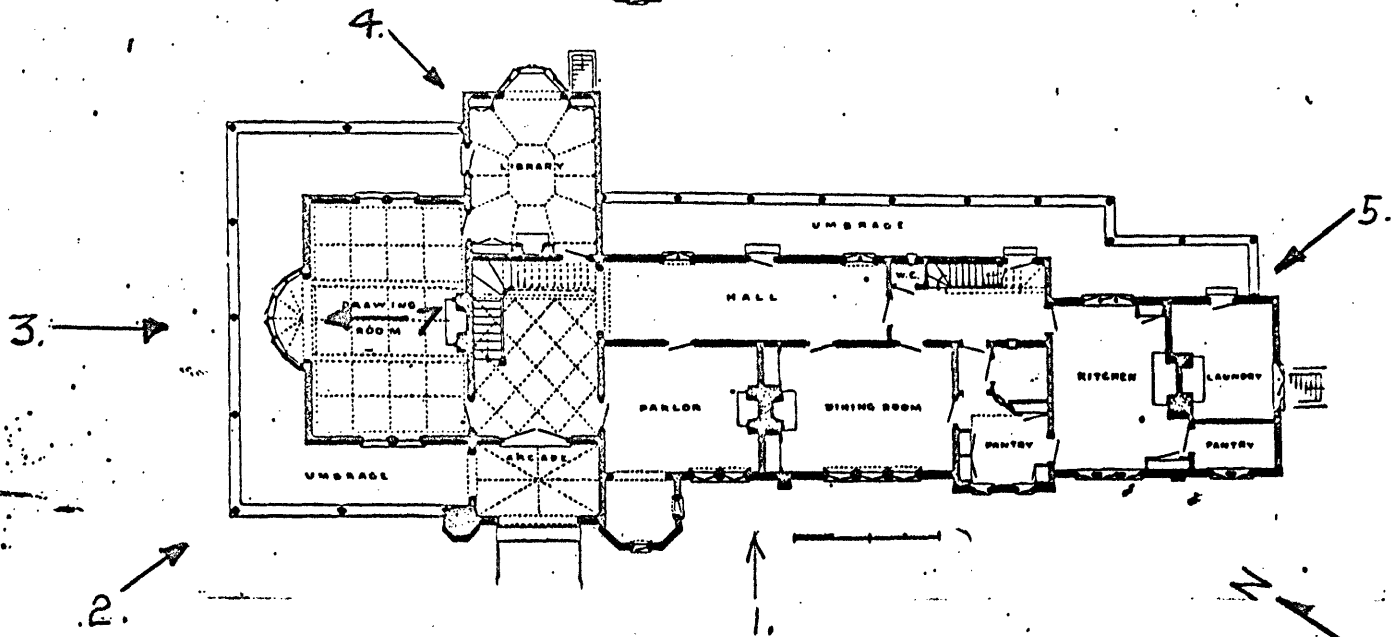 4.
LIBRARY
UMBRAGE
5.
W.C.
HALL
DRAWING
ROOM
7
3.
KITCHEN
LAUNDRY
PARLOR
DINING ROOM
PANTRY
PANTRY
ARCADE
UMBRAGE
2.
1.
N